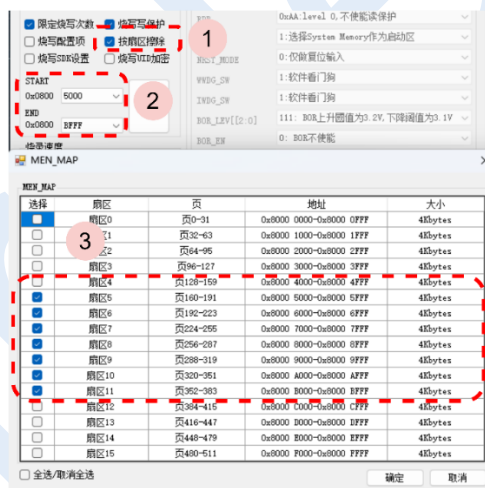 限定烧写次数 烧写写保护
烧写配置项 按扇区擦除
烧写SDK设置 烧写UID加密
1
START
0x0800 5000
END
0x0800 BFFF
2
0xAA:level 0, 不使能读保护
1:选择System Memory作为启动区
NRST_MODE 0:仅做复位输入
WWDG_SW 1:软件看门狗
IWDG_SW 1:软件看门狗
BOR_LEV[[2:0] 111: BOR上升阈值为3.2V,下降阈值为3.1V
BOR_EN 0: BOR不使能
烧录速度
MEN_MAP
MEN_MAP
选择 扇区 页 地址 大小
扇区0 页0-31 0x8000 0000-0x8000 0FFF 4Kbytes
页32-63 0x8000 1000-0x8000 1FFF 4Kbytes
3
页64-95 0x8000 2000-0x8000 2FFF 4Kbytes
扇区3 页96-127 0x8000 3000-0x8000 3FFF 4Kbytes
扇区4 页128-159 0x8000 4000-0x8000 4FFF 4Kbytes
扇区5 页160-191 0x8000 5000-0x8000 5FFF 4Kbytes
扇区6 页192-223 0x8000 6000-0x8000 6FFF 4Kbytes
扇区7 页224-255 0x8000 7000-0x8000 7FFF 4Kbytes
扇区8 页256-287 0x8000 8000-0x8000 8FFF 4Kbytes
扇区9 页288-319 0x8000 9000-0x8000 9FFF 4Kbytes
扇区10 页320-351 0x8000 A000-0x8000 AFFF 4Kbytes
扇区11 页352-383 0x8000 B000-0x8000 BFFF 4Kbytes
扇区12 页384-415 0x8000 C000-0x8000 CFFF 4Kbytes
扇区13 页416-447 0x8000 D000-0x8000 DFFF 4Kbytes
扇区14 页448-479 0x8000 E000-0x8000 EFFF 4Kbytes
扇区15 页480-511 0x8000 F000-0x8000 FFFF 4Kbytes
全选/取消全选 确定 取消